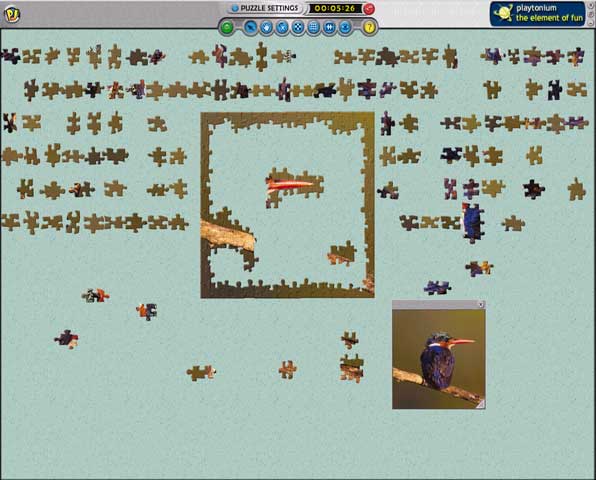 PUZZLE SETTINGS
00:05:26
playtonium
the element of fun
?